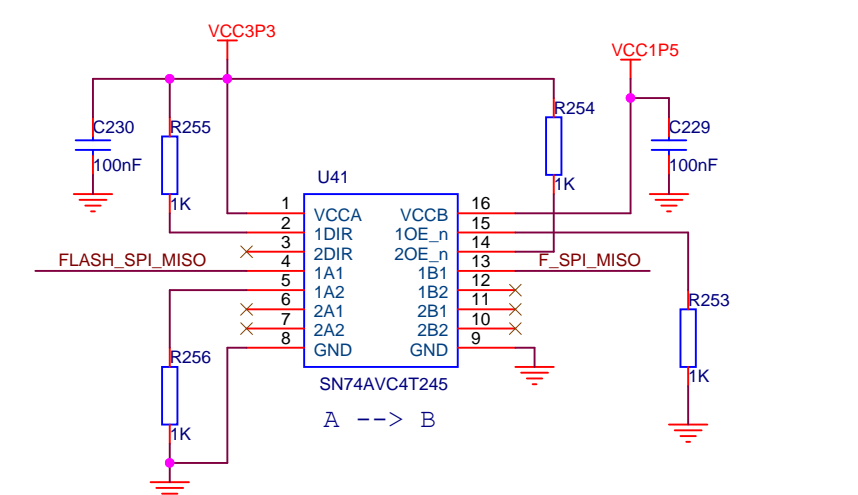 VCC3P3
VCC1P5
R254
C230
R255
C229
100nF
100nF
U41
1K
1K
1
VCCA
VCCB
16
2
1DIR
1OE_n
15
3
2DIR
2OE_n
14
FLASH_SPI_MISO
4
1A1
1B1
13
F_SPI_MISO
5
1A2
1B2
12
6
2A1
2B1
11
R253
7
2A2
2B2
10
8
GND
GND
9
R256
SN74AVC4T245
1K
A --> B
1K